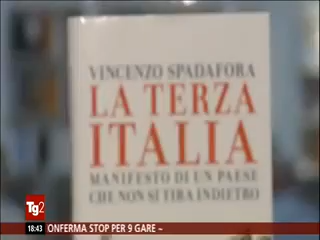 VINCENZO SPADAFORA
LA TERZA
ITALIA
MANIFESTO DI UN PAESE
CHE NON SI TIRA INDIETRO
Tg2
18:43 ONFERMA STOP PER 9 GARE ~